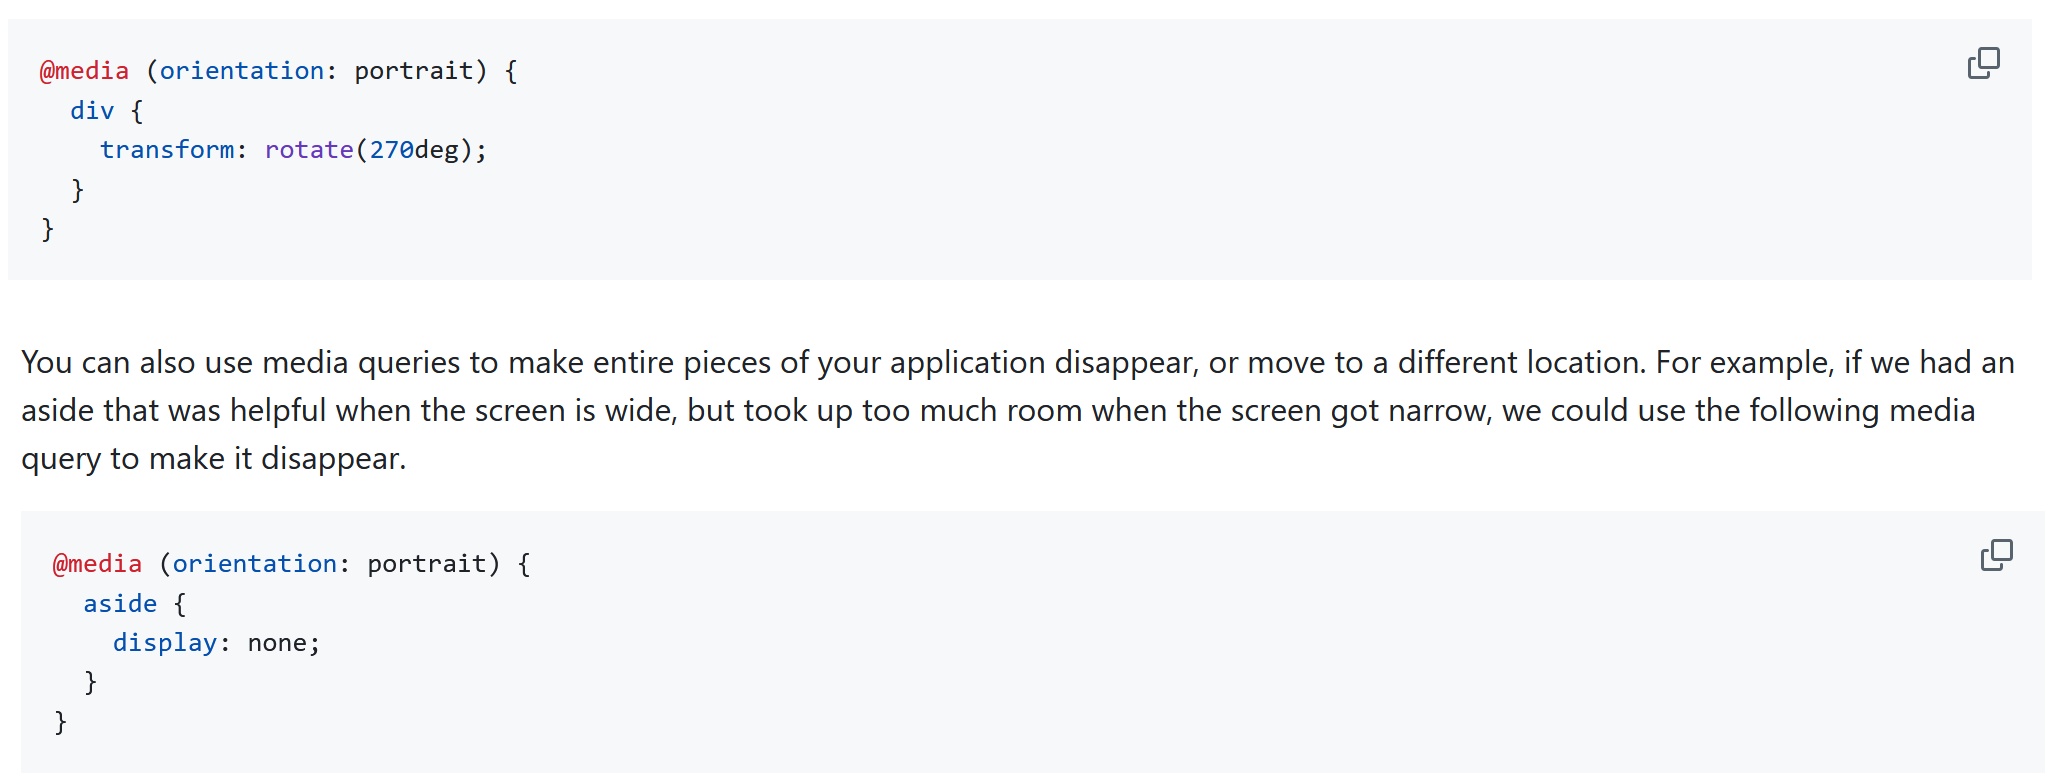 @media (orientation: portrait) {
  div {
    transform: rotate(270deg);
  }
}
You can also use media queries to make entire pieces of your application disappear, or move to a different location. For example, if we had an
aside that was helpful when the screen is wide, but took up too much room when the screen got narrow, we could use the following media
query to make it disappear.
@media (orientation: portrait) {
  aside {
    display: none;
  }
}